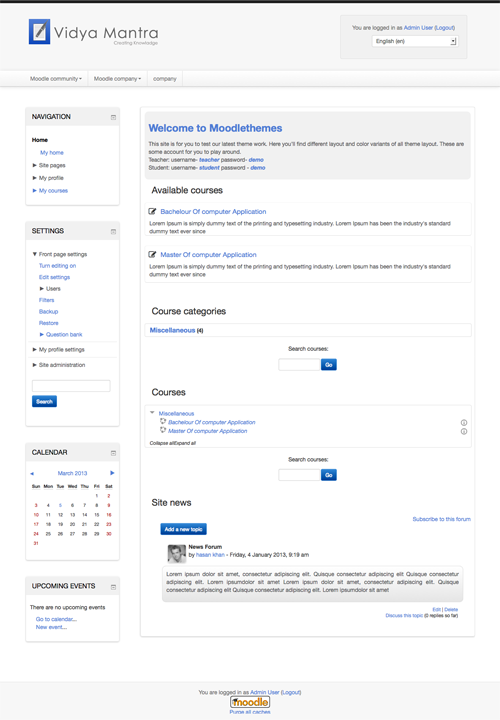 Vidya Mantra
Creating Knowledge
You are logged in as Admin User (Logout)
English (en)
Moodle community
Moodle company
company
NAVIGATION
Home
My home
Site pages
My profile
My courses
SETTINGS
Front page settings
Turn editing on
Edit settings
Users
Filters
Backup
Restore
Question bank
My profile settings
Site administration
Search
CALENDAR
March 2013
Sun Mon Tue Wed Thu Fri Sat
1 2
3 4 5 6 7 8 9
10 11 12 13 14 15 16
17 18 19 20 21 22 23
24 25 26 27 28 29 30
31
UPCOMING EVENTS
There are no upcoming events
Go to calendar...
New event...
Welcome to Moodlethemes
This site is for you to test our latest theme work. Here you'll find different layout and color variants of all theme layout. These are
some account for you to play around.
Teacher: username- teacher password- demo
Student: username- student password - demo
Available courses
Bachelour Of computer Application
Lorem Ipsum is simply dummy text of the printing and typesetting industry. Lorem Ipsum has been the industry's standard
dummy text ever since
Master Of computer Application
Lorem Ipsum is simply dummy text of the printing and typesetting industry. Lorem Ipsum has been the industry's standard
dummy text ever since
Course categories
Miscellaneous (4)
Search courses:
Go
Courses
Miscellaneous
Bachelour Of computer Application
Master Of computer Application
Collapse allExpand all
Search courses:
Go
Site news
Subscribe to this forum
Add a new topic
News Forum
by hasan khan - Friday, 4 January 2013, 9:19 am
Lorem ipsum dolor sit amet, consectetur adipiscing elit. Quisque consectetur adipiscing elit. Quisque consectetur
adipiscing elit. Lorem ipsumdolor sit amet Lorem ipsum dolor sit amet, consectetur adipiscing elit. Quisque
consectetur adipiscing elit Quisque consectetur adipiscing elit. Lorem ipsumdolor sit amet
Edit | Delete
Discuss this topic (0 replies so far)
You are logged in as Admin User (Logout)
moodle
Purge all caches